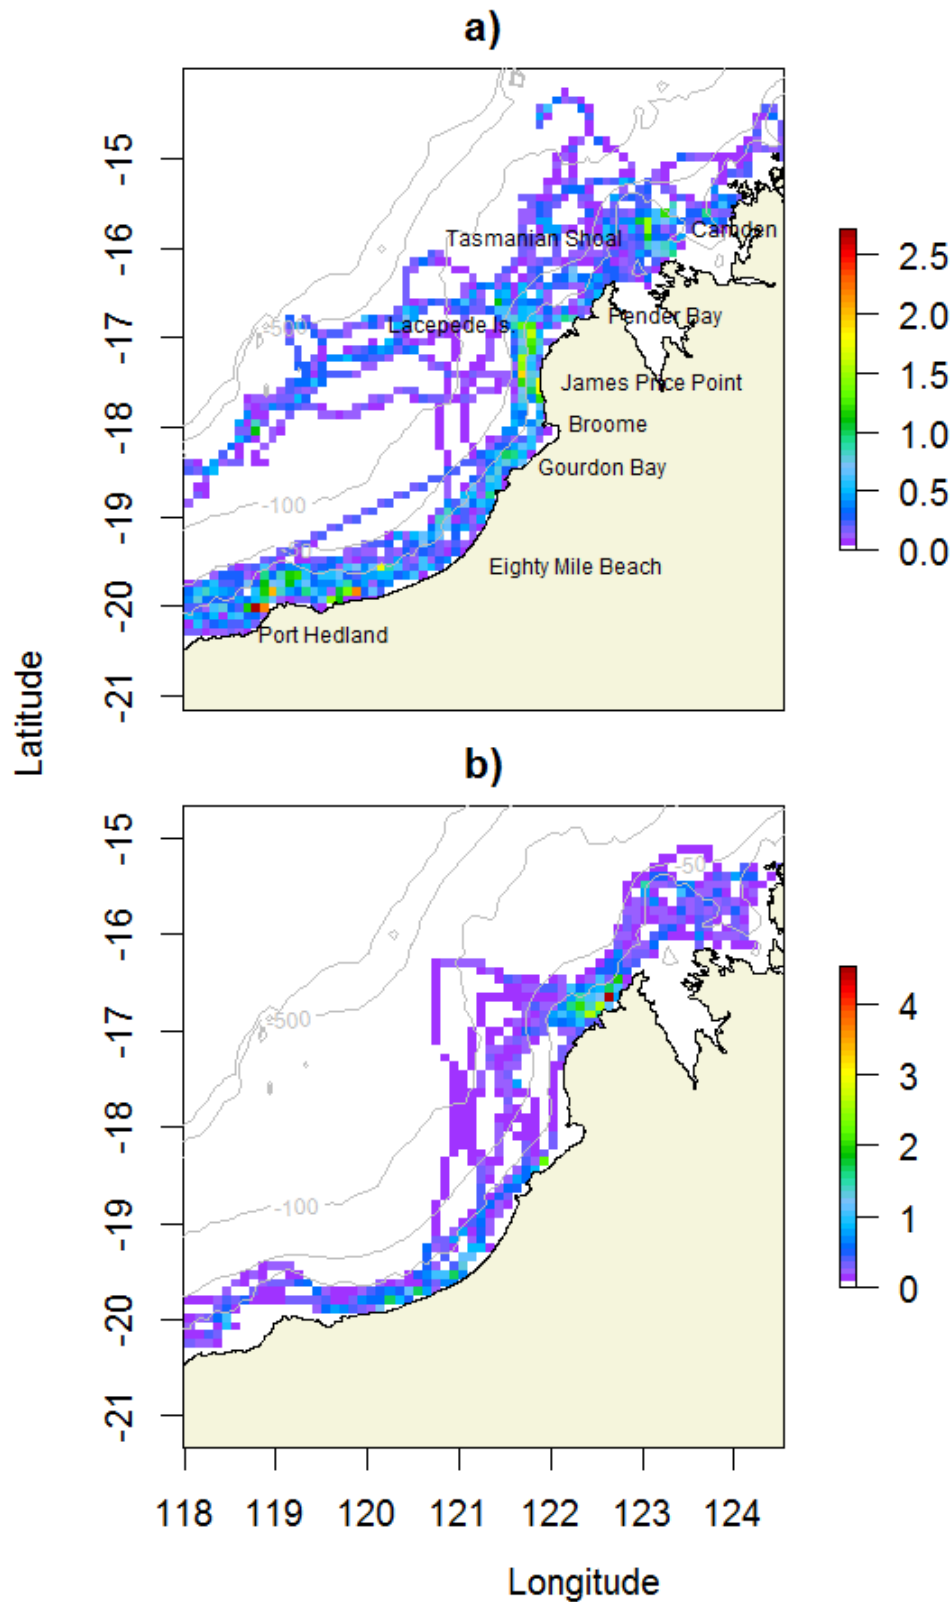 a)
-15
-16
-17
-18
-19
-20
-21
-500
-100
-50
Tasmanian Shoal
Camden
Lacepede Is.
Pender Bay
James Price Point
Broome
Gourdon Bay
Eighty Mile Beach
Port Hedland
2.5
2.0
1.5
1.0
0.5
0.0
Latitude
b)
-15
-16
-17
-18
-19
-20
-21
-50
-500
-100
4
3
2
1
0
118 119 120 121 122 123 124
Longitude